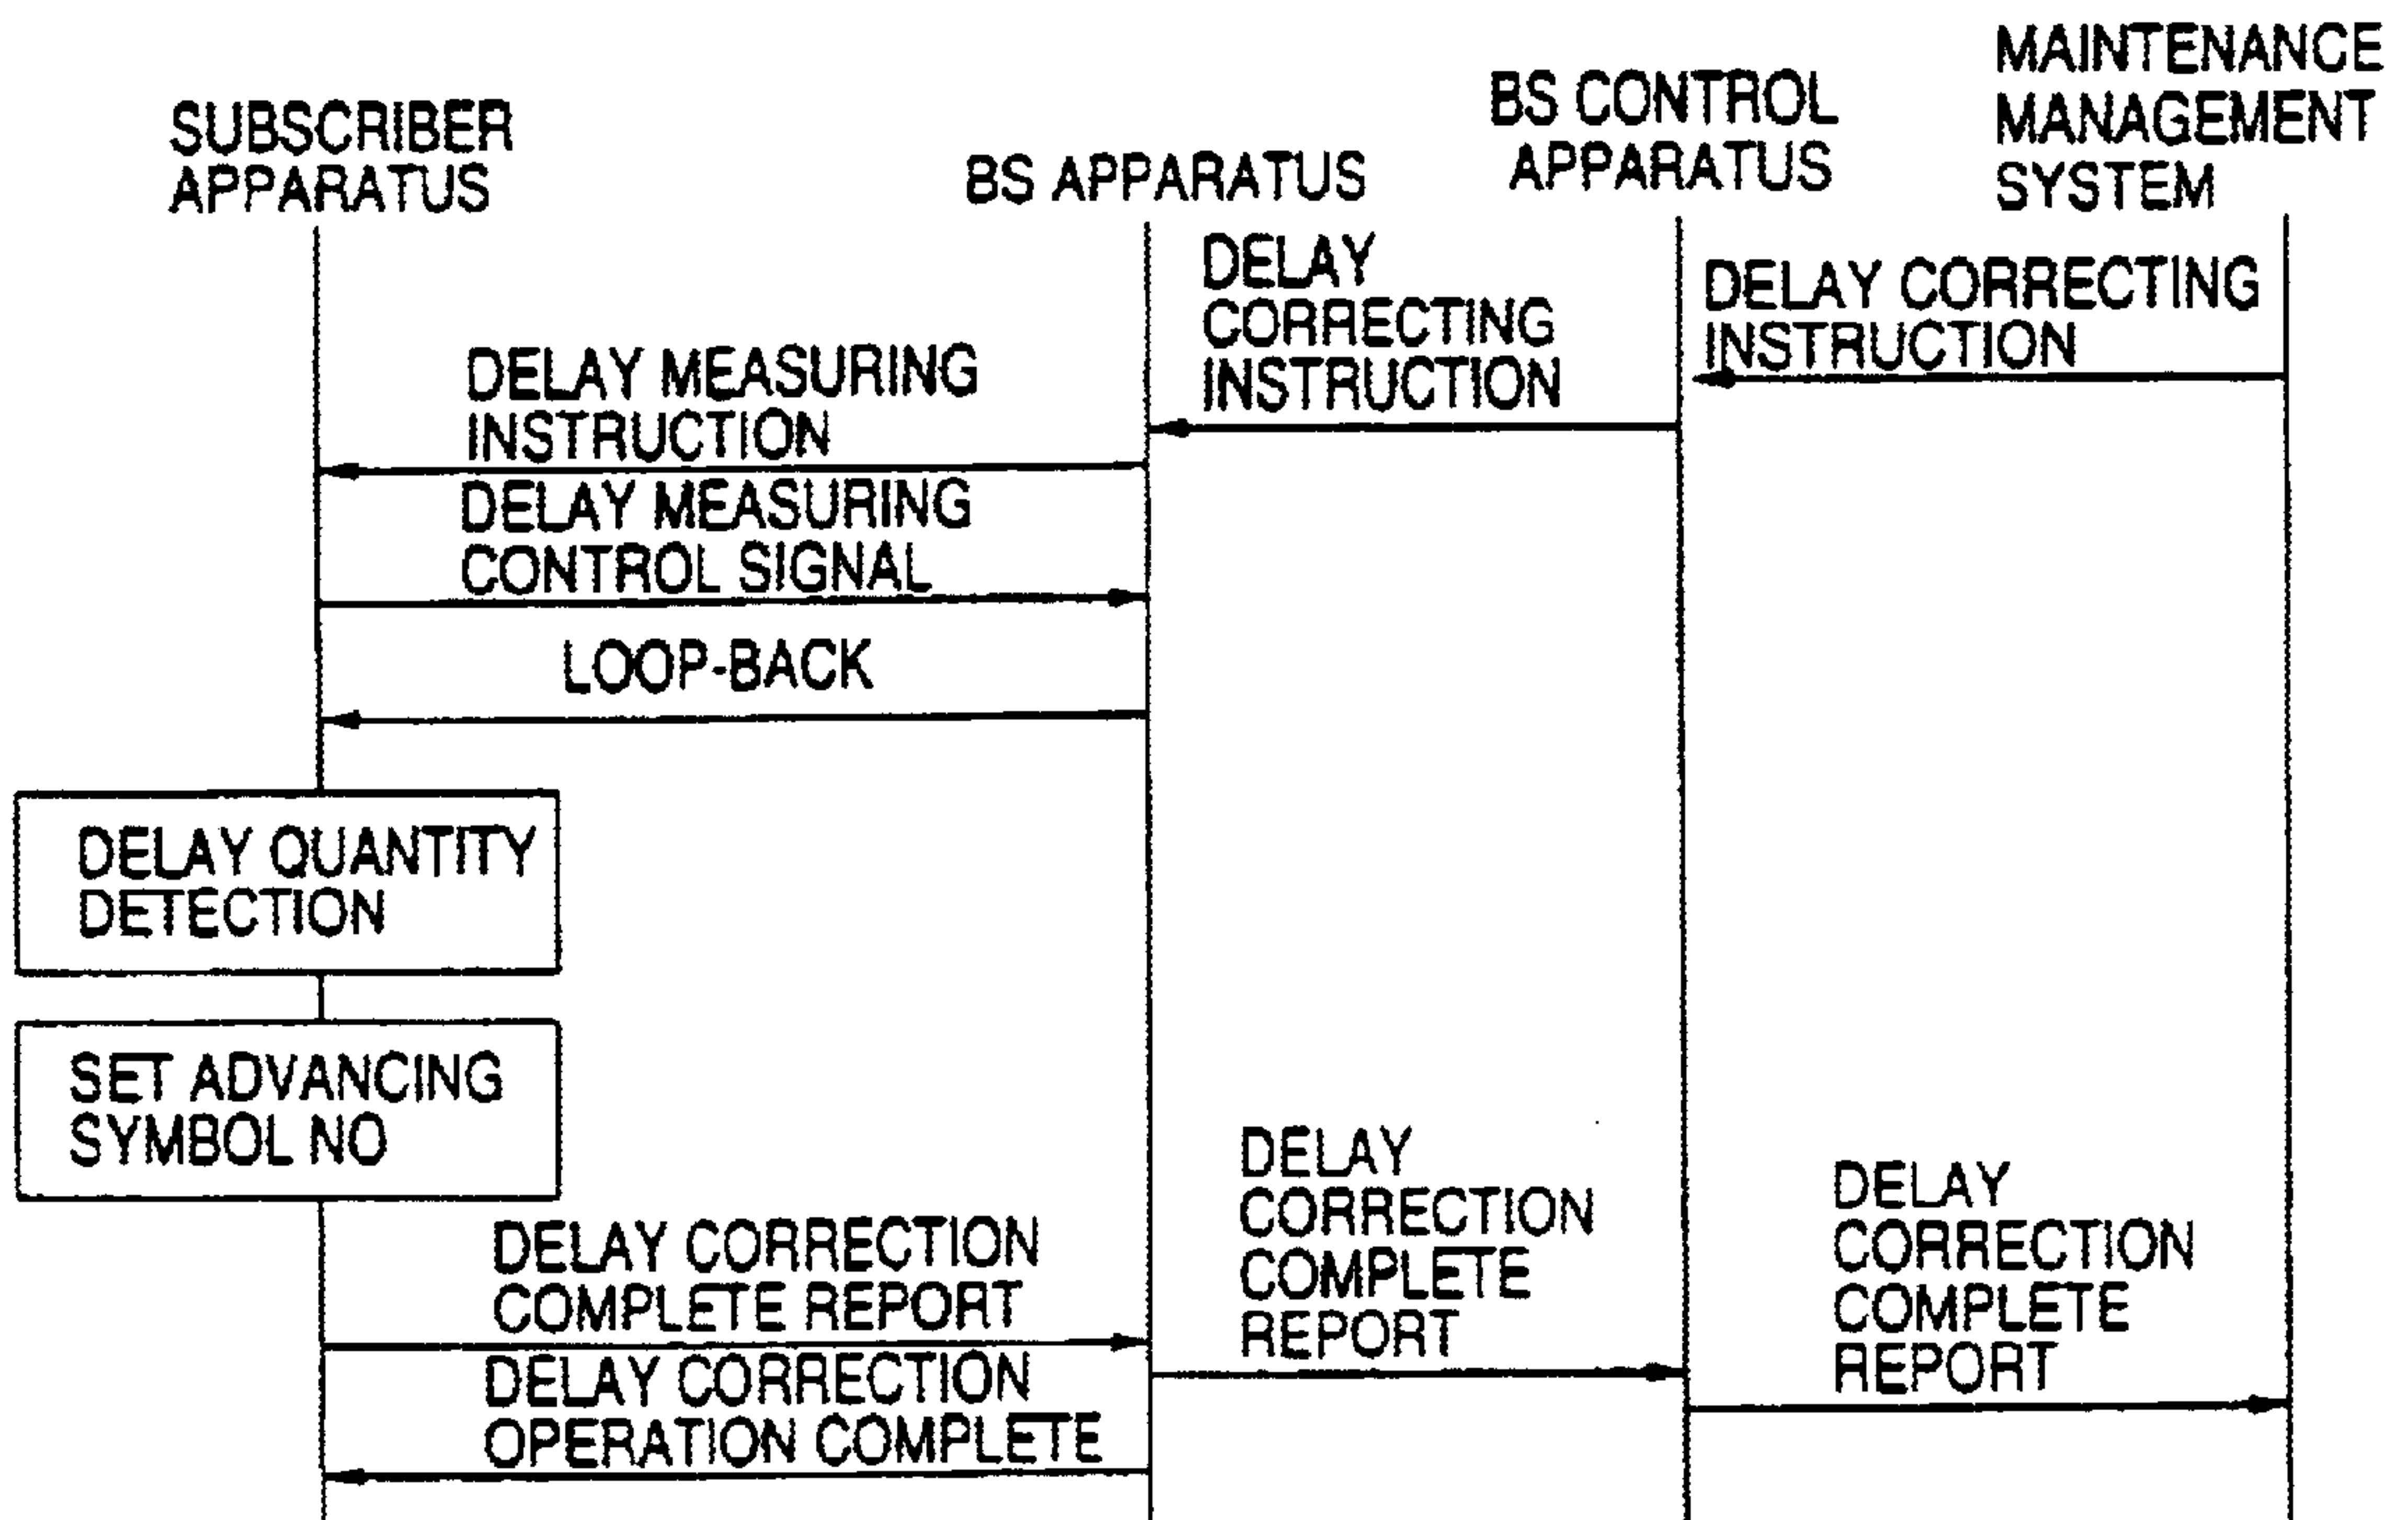 SUBSCRIBER
APPARATUS
BS APPARATUS
BS CONTROL
APPARATUS
MAINTENANCE
MANAGEMENT
SYSTEM
DELAY CORRECTING
INSTRUCTION
DELAY
CORRECTING
INSTRUCTION
DELAY MEASURING
INSTRUCTION
DELAY MEASURING
CONTROL SIGNAL
LOOP-BACK
DELAY QUANTITY
DETECTION
SET ADVANCING
SYMBOL NO
DELAY CORRECTION
COMPLETE REPORT
DELAY
CORRECTION
COMPLETE
REPORT
DELAY
CORRECTION
COMPLETE
REPORT
DELAY CORRECTION
OPERATION COMPLETE